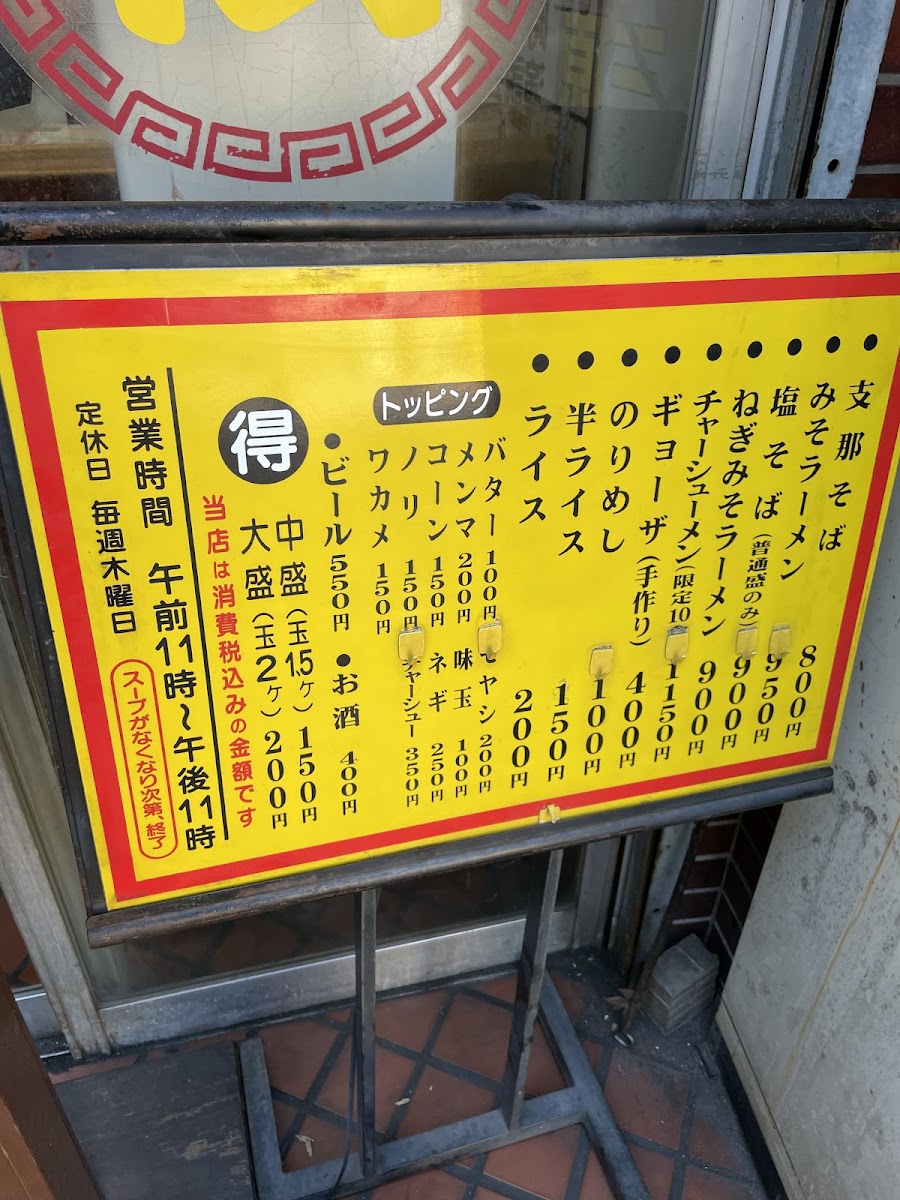 支那そば 800円
みそラーメン 950円
塩そば(普通盛のみ) 900円
ねぎみそラーメン 900円
チャーシューメン(限定10 1150円
ギョーザ(手作り) 400円
のりめし 100円
半ライス 150円
ライス 200円
トッピング
バター 100円 モヤシ 200円
メンマ 200円 味玉 100円
コーン 150円 ネギ 250円
ノリ 150円 チャーシュー 350円
ワカメ 150円
●ビール 550円 ●お酒 400円
得
中盛(玉1.5ヶ) 150円
大盛(玉2ヶ) 200円
当店は消費税込みの金額です
営業時間 午前11時～午後11時
定休日 毎週木曜日
スープがなくなり次第、終了